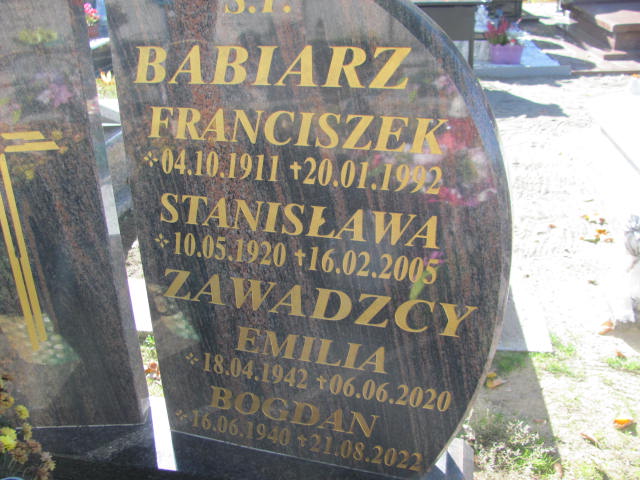 Ś.P.
BABIARZ
FRANCISZEK
* 04.10.1911 + 20.01.1992
STANISŁAWA
* 10.05.1920 + 16.02.2005
ZAWADZCY
EMILIA
* 18.04.1942 + 06.06.2020
BOGDAN
* 16.06.1940 + 21.08.2022